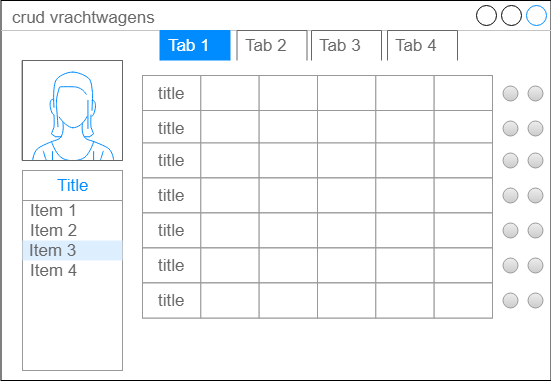 crud vrachtwagens
Tab 1 Tab 2 Tab 3 Tab 4
Title
Item 1
Item 2
Item 3
Item 4
title
title
title
title
title
title
title